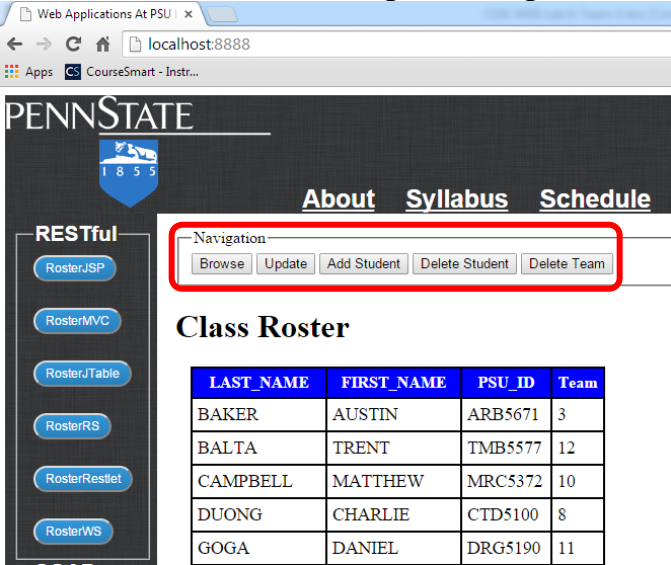 Web Applications At PSU
localhost:8888
Apps CS CourseSmart - Instr...
PENNSTATE
1855
About Syllabus Schedule
RESTful
RosterJSP
RosterMVC
RosterJTable
RosterRS
RosterRestlet
RosterWS
Navigation
Browse Update Add Student Delete Student Delete Team
Class Roster
LAST_NAME FIRST_NAME PSU_ID Team
BAKER AUSTIN ARB5671 3
BALTA TRENT TMB5577 12
CAMPBELL MATTHEW MRC5372 10
DUONG CHARLIE CTD5100 8
GOGA DANIEL DRG5190 11